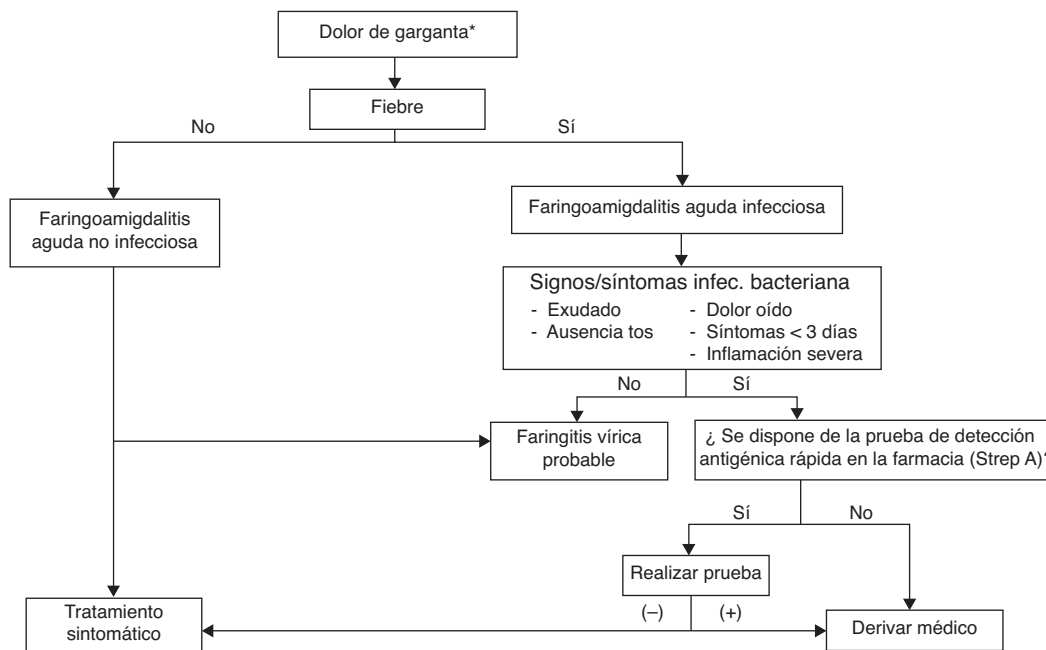 Dolor de garganta*
Fiebre
No
Sí
Faringoamigdalitis
aguda no infecciosa
Faringoamigdalitis aguda infecciosa
Signos/síntomas infec. bacteriana
- Exudado
- Dolor oído
- Ausencia tos
- Síntomas < 3 días
- Inflamación severa
No
Sí
Faringitis vírica
probable
¿ Se dispone de la prueba de detección
antigénica rápida en la farmacia (Strep A)?
Sí
No
Realizar prueba
(–)
(+)
Tratamiento
sintomático
Derivar médico